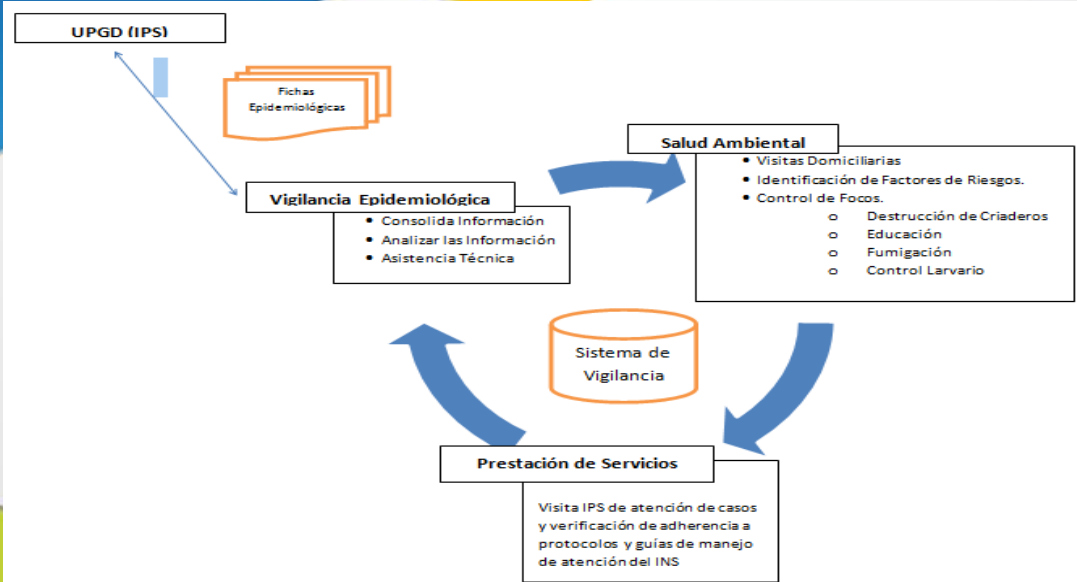 UPGD (IPS)
Fichas
Epidemiológicas
Salud Ambiental
• Visitas Domiciliarias
• Identificación de Factores de Riesgos.
• Control de Focos.
o Destrucción de Criaderos
o Educación
o Fumigación
o Control Larvario
Vigilancia Epidemiológica
• Consolida Información
• Analizar las Información
• Asistencia Técnica
Sistema de
Vigilancia
Prestación de Servicios
Visita IPS de atención de casos
y verificación de adherencia a
protocolos y guías de manejo
de atención del INS